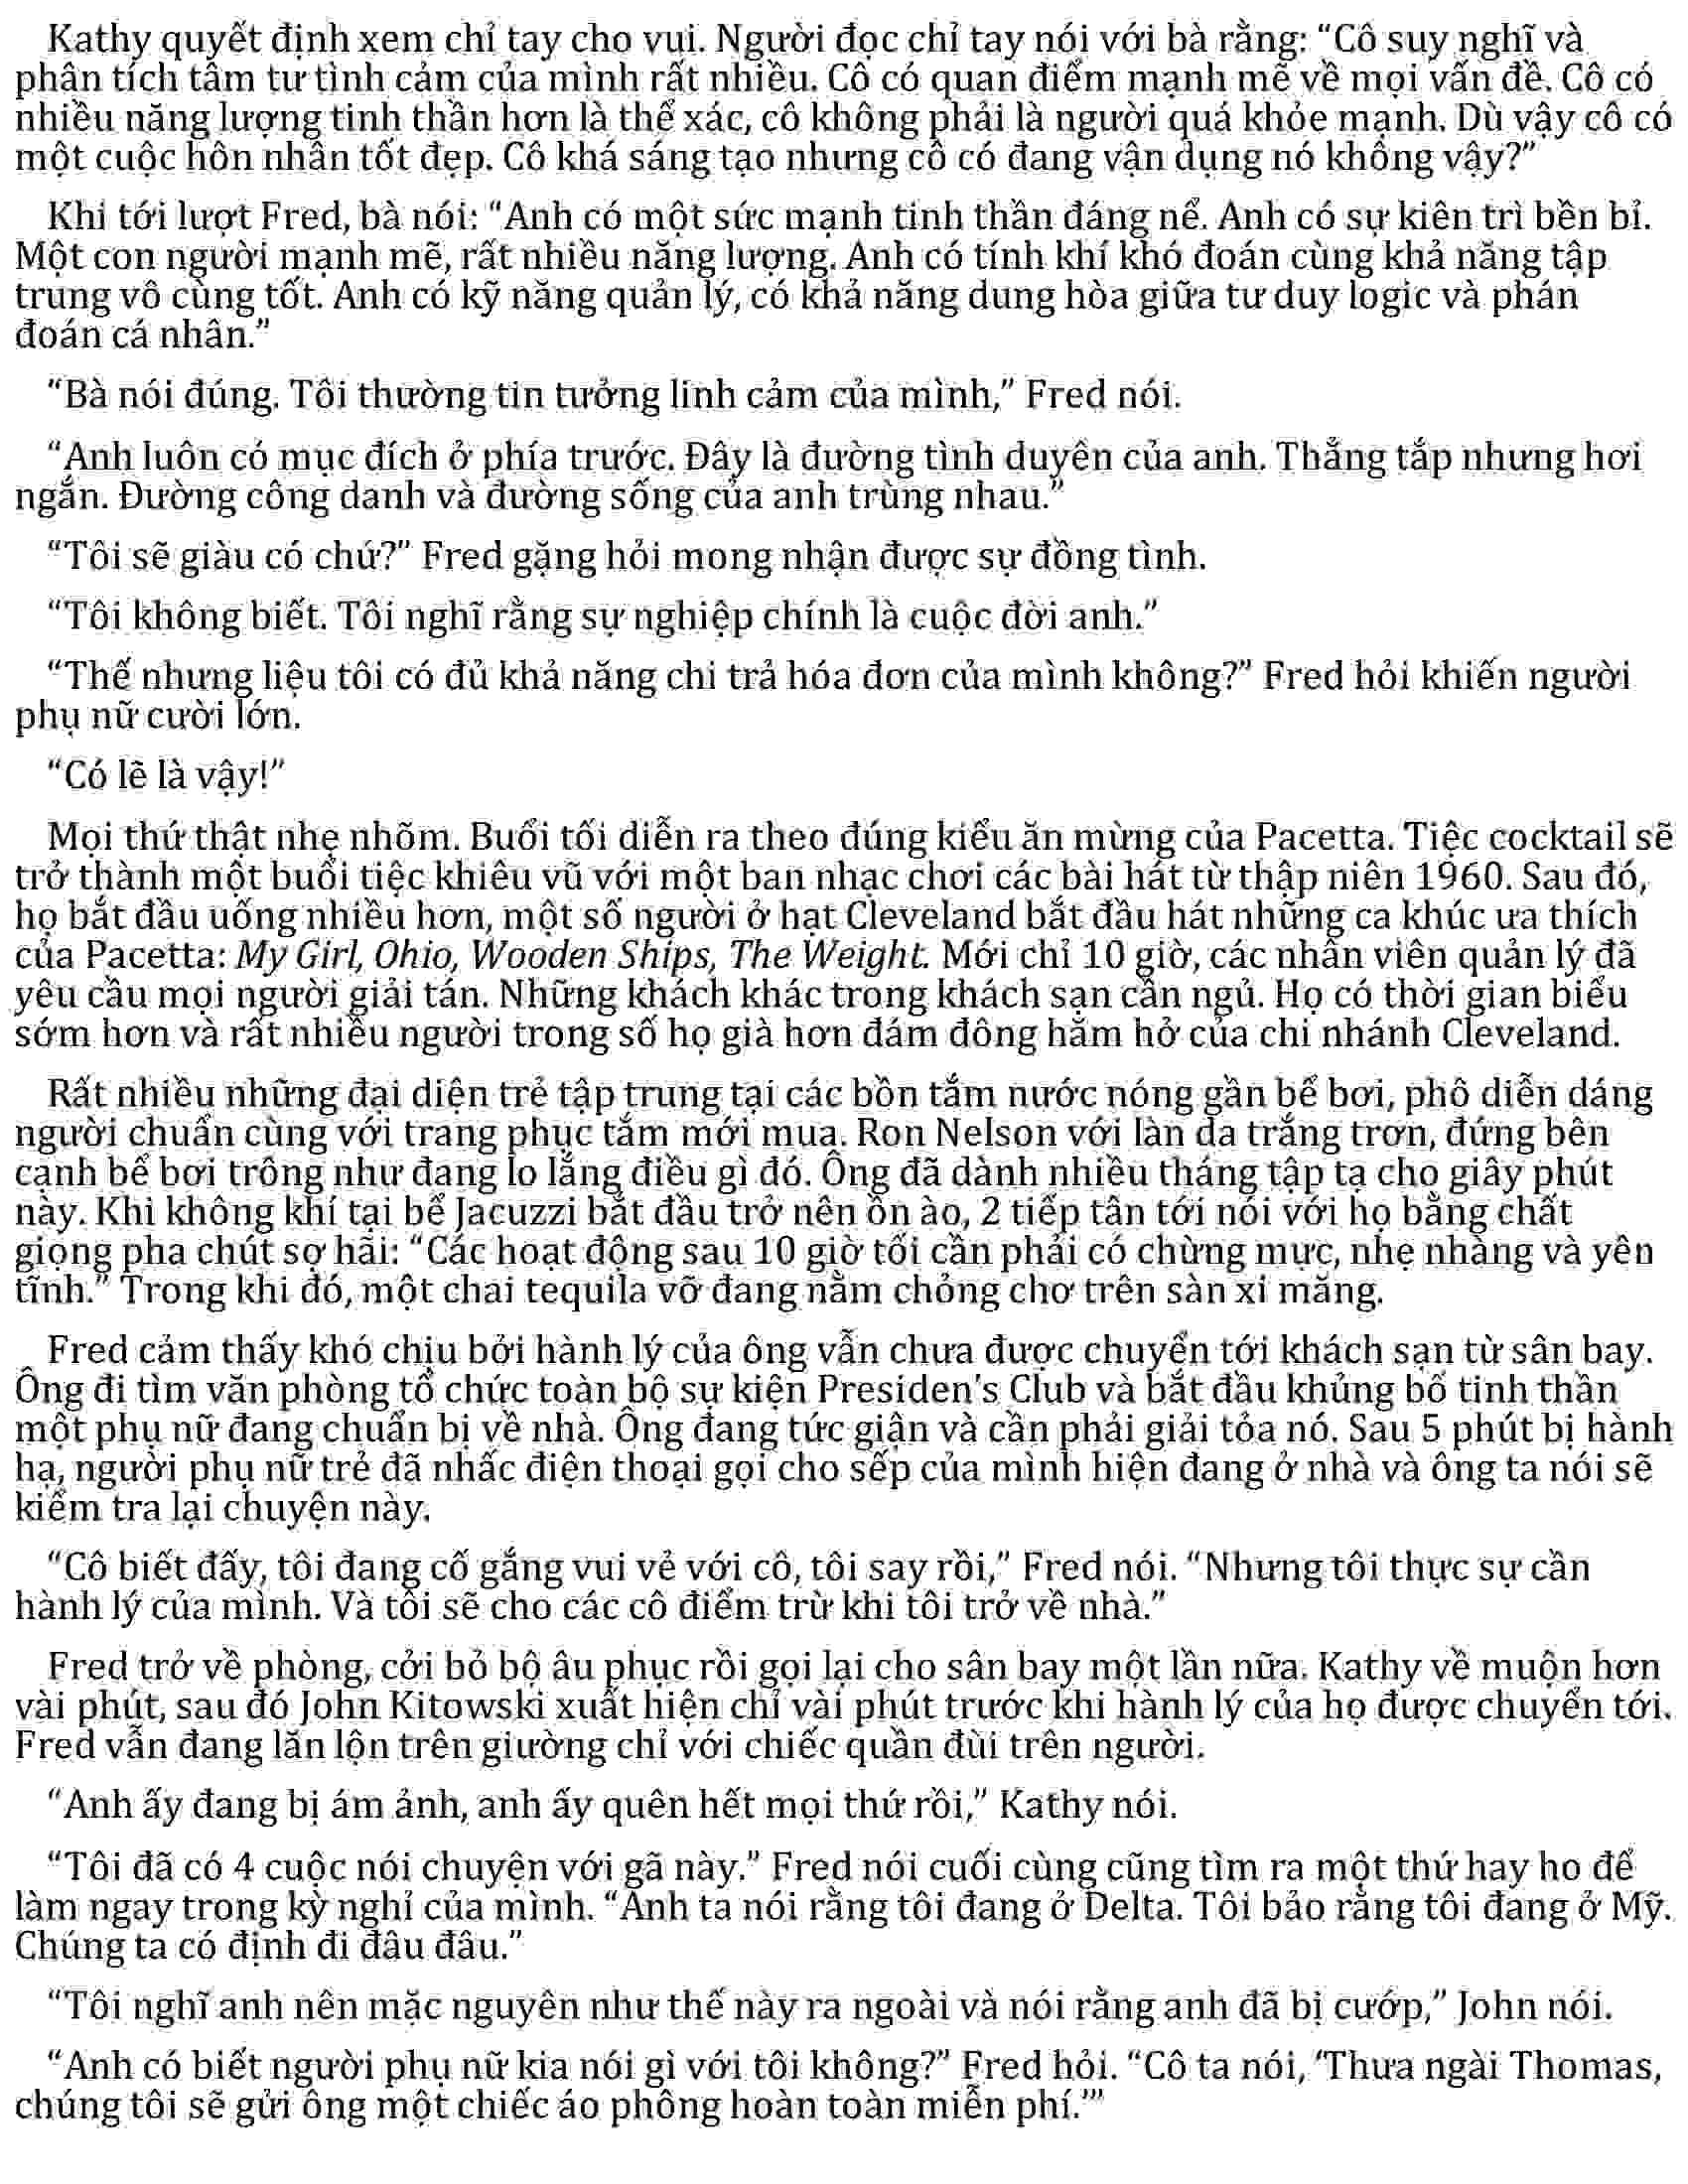 Kathy quyết định xem chỉ tay cho vui. Người đọc chỉ tay nói với bà rằng: “Cô suy nghĩ và
phân tích tâm tư tình cảm của mình rất nhiều. Cô có quan điểm mạnh mẽ về mọi vấn đề. Cô có
nhiều năng lượng tinh thần hơn là thể xác, cô không phải là người quá khỏe mạnh. Dù vậy cô có
một cuộc hôn nhân tốt đẹp. Cô khá sáng tạo nhưng cô có đang vận dụng nó không vậy?”
Khi tới lượt Fred, bà nói: “Anh có một sức mạnh tinh thần đáng nể. Anh có sự kiên trì bền bỉ.
Một con người mạnh mẽ, rất nhiều năng lượng. Anh có tính khí khó đoán cùng khả năng tập
trung vô cùng tốt. Anh có kỹ năng quản lý, có khả năng dung hòa giữa tư duy logic và phán
đoán cá nhân.”
“Bà nói đúng. Tôi thường tin tưởng linh cảm của mình,” Fred nói.
“Anh luôn có mục đích ở phía trước. Đây là đường tình duyên của anh. Thẳng tắp nhưng hơi
ngắn. Đường công danh và đường sống của anh trùng nhau.”
“Tôi sẽ giàu có chứ?” Fred gặng hỏi mong nhận được sự đồng tình.
“Tôi không biết. Tôi nghĩ rằng sự nghiệp chính là cuộc đời anh.”
“Thế nhưng liệu tôi có đủ khả năng chi trả hóa đơn của mình không?” Fred hỏi khiến người
phụ nữ cười lớn.
“Có lẽ là vậy!”
Mọi thứ thật nhẹ nhõm. Buổi tối diễn ra theo đúng kiểu ăn mừng của Pacetta. Tiệc cocktail sẽ
trở thành một buổi tiệc khiêu vũ với một ban nhạc chơi các bài hát từ thập niên 1960. Sau đó,
họ bắt đầu uống nhiều hơn, một số người ở hạt Cleveland bắt đầu hát những ca khúc ưa thích
của Pacetta: My Girl, Ohio, Wooden Ships, The Weight. Mới chỉ 10 giờ, các nhân viên quản lý đã
yêu cầu mọi người giải tán. Những khách khác trong khách sạn cần ngủ. Họ có thời gian biểu
sớm hơn và rất nhiều người trong số họ già hơn đám đông hăm hở của chi nhánh Cleveland.
Rất nhiều những đại diện trẻ tập trung tại các bồn tắm nước nóng gần bể bơi, phô diễn dáng
người chuẩn cùng với trang phục tắm mới mua. Ron Nelson với làn da trắng trơn, đứng bên
cạnh bể bơi trông như đang lo lắng điều gì đó. Ông đã dành nhiều tháng tập tạ cho giây phút
này. Khi không khí tại bể Jacuzzi bắt đầu trở nên ồn ào, 2 tiếp tân tới nói với họ bằng chất
giọng pha chút sợ hãi: “Các hoạt động sau 10 giờ tối cần phải có chừng mực, nhẹ nhàng và yên
tĩnh.” Trong khi đó, một chai tequila vỡ đang nằm chỏng chơ trên sàn xi măng.
Fred cảm thấy khó chịu bởi hành lý của ông vẫn chưa được chuyển tới khách sạn từ sân bay.
Ông đi tìm văn phòng tổ chức toàn bộ sự kiện Presiden's Club và bắt đầu khủng bố tinh thần
một phụ nữ đang chuẩn bị về nhà. Ông đang tức giận và cần phải giải tỏa nó. Sau 5 phút bị hành
hạ, người phụ nữ trẻ đã nhấc điện thoại gọi cho sếp của mình hiện đang ở nhà và ông ta nói sẽ
kiểm tra lại chuyện này.
“Cô biết đấy, tôi đang cố gắng vui vẻ với cô, tôi say rồi,” Fred nói. “Nhưng tôi thực sự cần
hành lý của mình. Và tôi sẽ cho các cô điểm trừ khi tôi trở về nhà.”
Fred trở về phòng, cởi bỏ bộ âu phục rồi gọi lại cho sân bay một lần nữa. Kathy về muộn hơn
vài phút, sau đó John Kitowski xuất hiện chỉ vài phút trước khi hành lý của họ được chuyển tới.
Fred vẫn đang lăn lộn trên giường chỉ với chiếc quần đùi trên người.
“Anh ấy đang bị ám ảnh, anh ấy quên hết mọi thứ rồi,” Kathy nói.
“Tôi đã có 4 cuộc nói chuyện với gã này.” Fred nói cuối cùng cũng tìm ra một thứ hay ho để
làm ngay trong kỳ nghỉ của mình. “Anh ta nói rằng tôi đang ở Delta. Tôi bảo rằng tôi đang ở Mỹ.
Chúng ta có định đi đâu đâu.”
“Tôi nghĩ anh nên mặc nguyên như thế này ra ngoài và nói rằng anh đã bị cướp,” John nói.
“Anh có biết người phụ nữ kia nói gì với tôi không?” Fred hỏi. “Cô ta nói, ‘Thưa ngài Thomas,
chúng tôi sẽ gửi ông một chiếc áo phông hoàn toàn miễn phí.’”